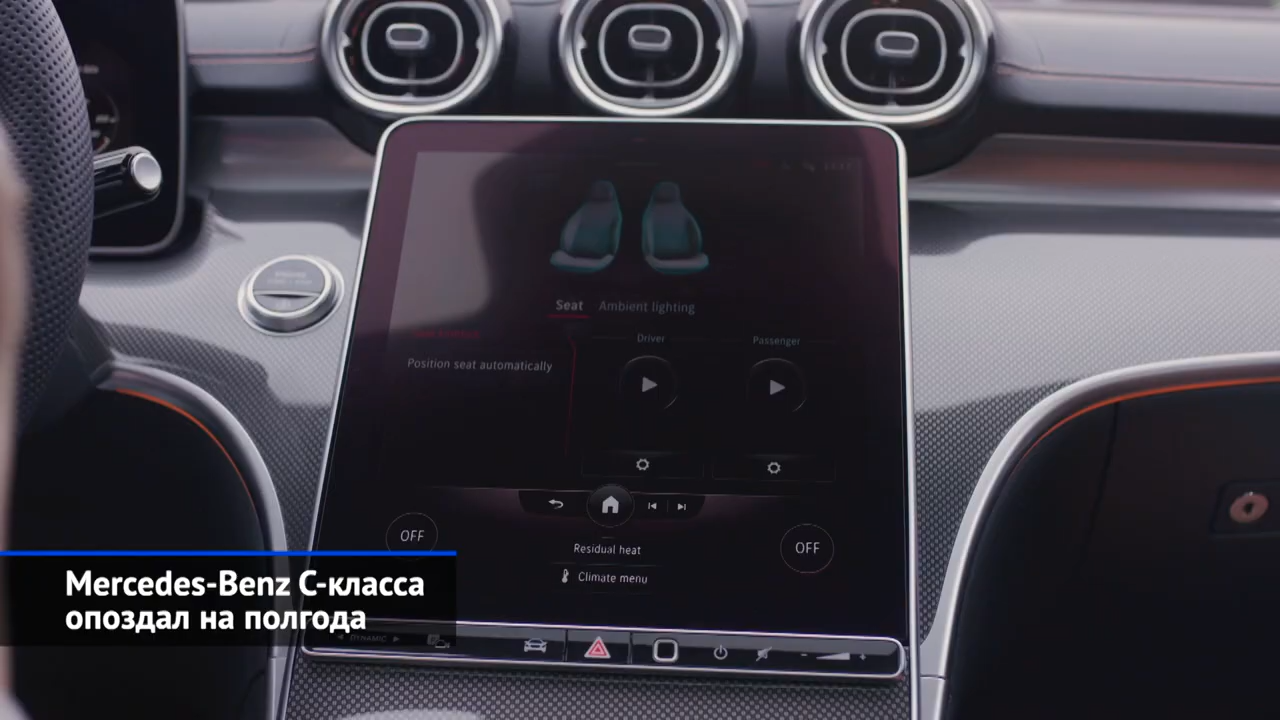 Seat Ambient lighting
Driver Passenger
Position seat automatically
OFF OFF
Residual heat
Climate menu
Mercedes-Benz C-класса
опоздал на полгода
DYNAMIC